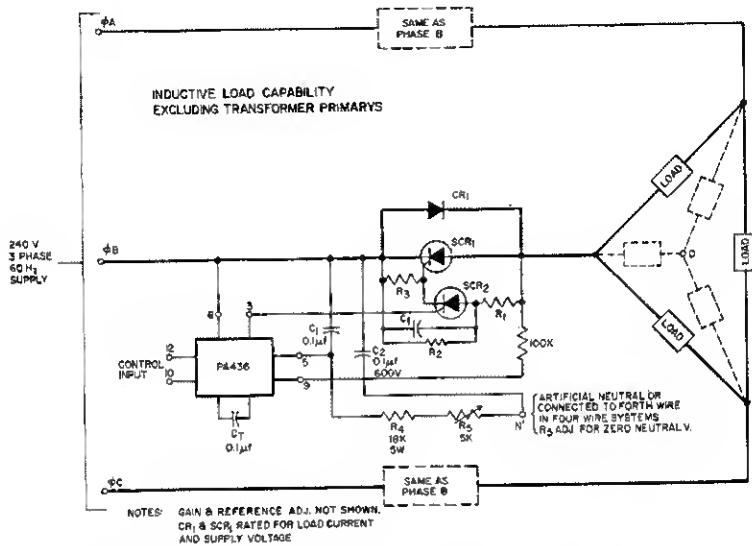 φA
SAME AS
PHASE B
INDUCTIVE LOAD CAPABILITY
EXCLUDING TRANSFORMER PRIMARYS
LOAD
CR1
240 V
3 PHASE
60 Hz
SUPPLY
φB
SCR1
LOAD
R3
SCR2
3
C1
0.1μf
Cf
Rf
R2
100K
12
CONTROL
INPUT
10
PA436
5
9
C2
0.1μf
600V
LOAD
CT
0.1μf
R4
18K
5W
R5
5K
N'
ARTIFICIAL NEUTRAL OR
CONNECTED TO FORTH WIRE
IN FOUR WIRE SYSTEMS
R5 ADJ. FOR ZERO NEUTRAL V.
φC
SAME AS
PHASE B
NOTES: GAIN & REFERENCE ADJ. NOT SHOWN.
CR1 & SCR1 RATED FOR LOAD CURRENT
AND SUPPLY VOLTAGE